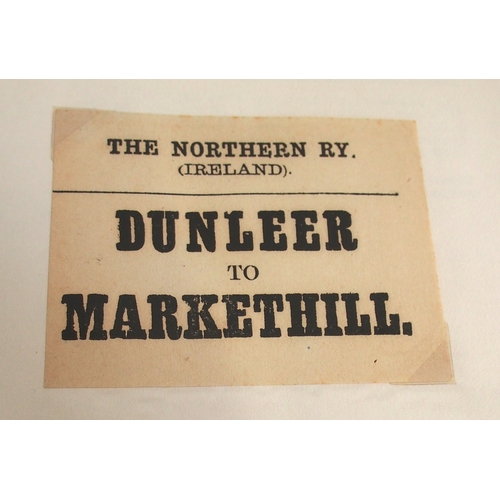 THE NORTHERN RY.
(IRELAND).
DUNLEER
TO
MARKETHILL.